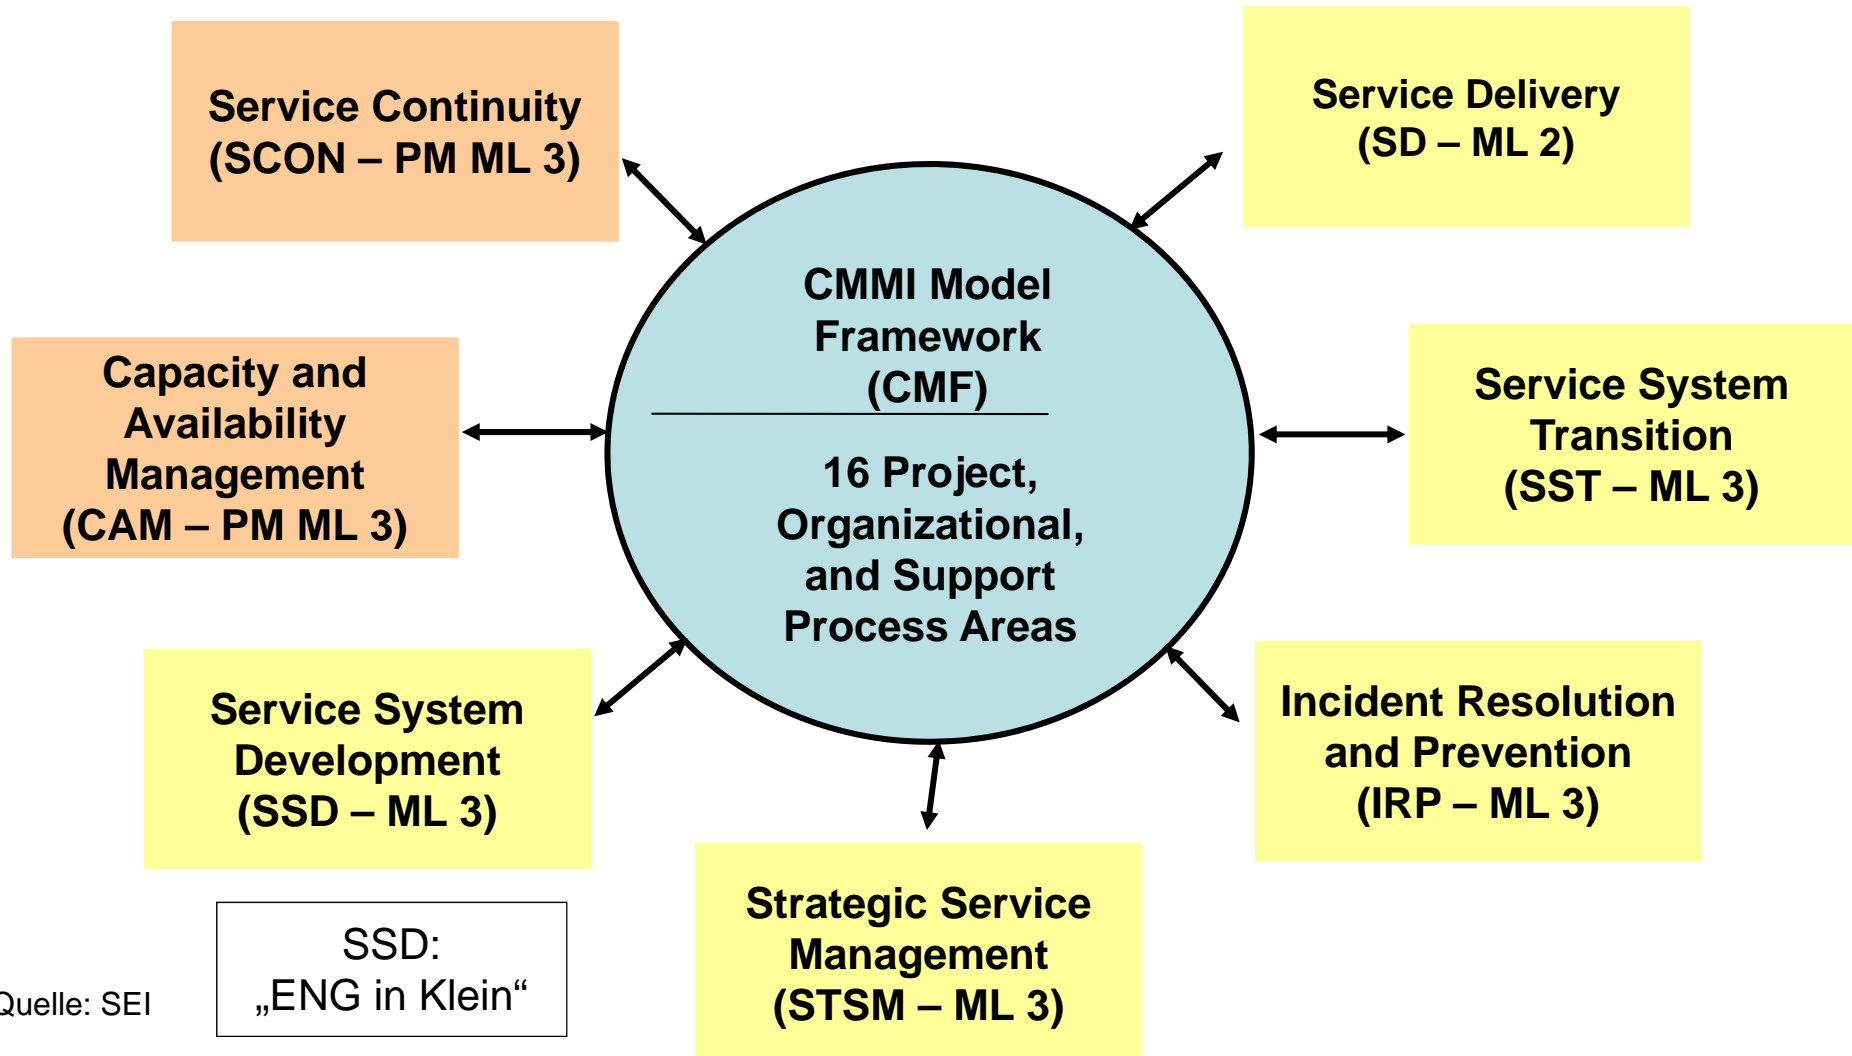 Service Continuity
(SCON – PM ML 3)
Service Delivery
(SD – ML 2)
CMMI Model
Framework
(CMF)
16 Project,
Organizational,
and Support
Process Areas
Capacity and
Availability
Management
(CAM – PM ML 3)
Service System
Transition
(SST – ML 3)
Service System
Development
(SSD – ML 3)
Incident Resolution
and Prevention
(IRP – ML 3)
Strategic Service
Management
(STSM – ML 3)
SSD:
„ENG in Klein“
Quelle: SEI